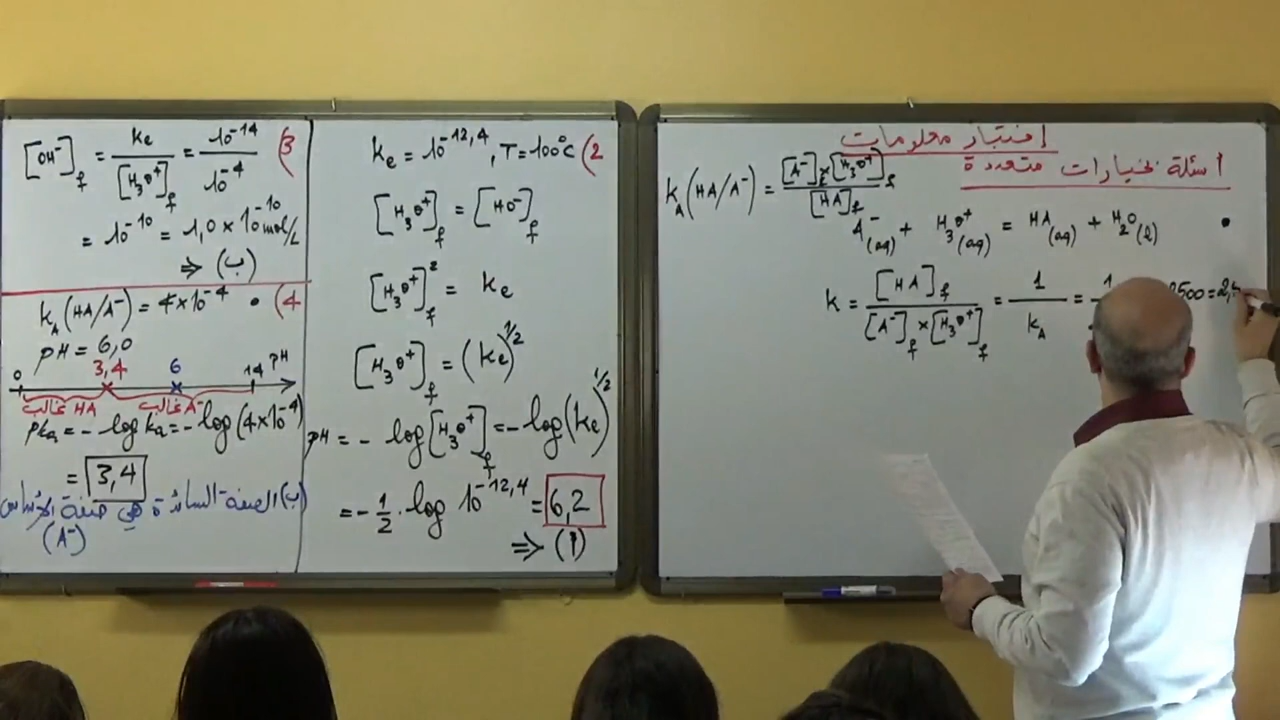 [OH⁻]f = ke / [H₃O⁺]f = 10⁻¹⁴ / 10⁻⁴ (3
= 10⁻¹⁰ = 1,0 × 10⁻¹⁰ mol/L
⇒ (ب)
kA (HA/A⁻) = 4×10⁻⁴ • (4
pH = 6,0
0 3,4 6 14 pH
HA غالب A⁻ غالب
pka = - log ka = - log (4×10⁻⁴)
= 3,4
(ب) الصفة السائدة هي صفة الأساس
(A⁻)
ke = 10⁻¹²,⁴ , T = 100°C (2
[H₃O⁺]f = [HO⁻]f
[H₃O⁺]f² = ke
[H₃O⁺]f = (ke)^1/2
pH = - log [H₃O⁺]f = - log (ke)^1/2
= - 1/2 . log 10⁻¹²,⁴ = 6,2
⇒ (أ)
إختبار معلومات
أسئلة خيارات متعددة
kA (HA/A⁻) = [A⁻]f × [H₃O⁺]f / [HA]f
A⁻(aq) + H₃O⁺(aq) = HA(aq) + H₂O(l) •
k = [HA]f / [A⁻]f × [H₃O⁺]f = 1 / kA = 1
2500 = 2,